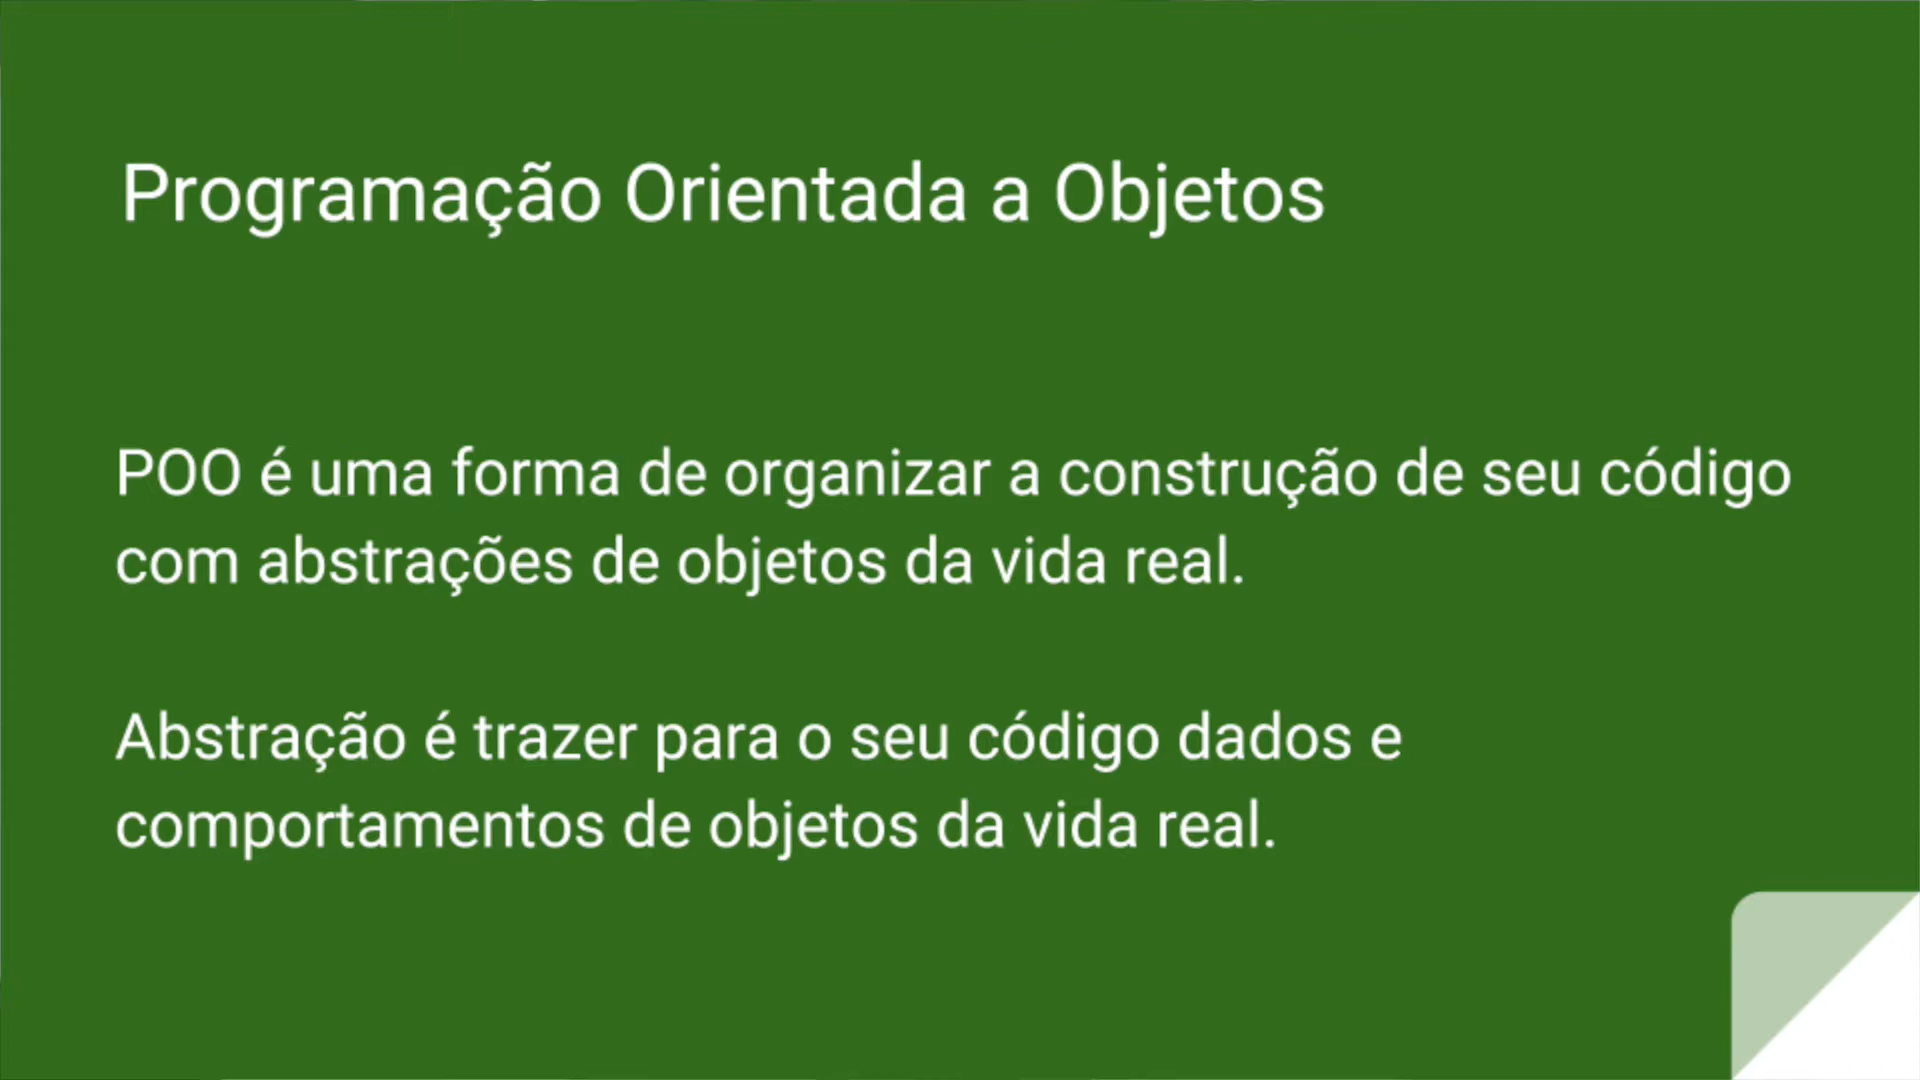 Programação Orientada a Objetos
POO é uma forma de organizar a construção de seu código
com abstrações de objetos da vida real.
Abstração é trazer para o seu código dados e
comportamentos de objetos da vida real.